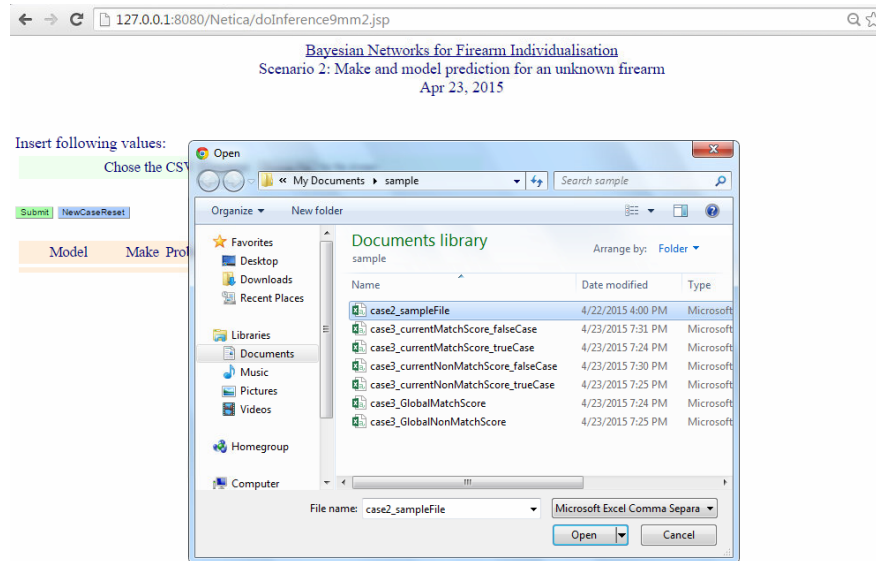 127.0.0.1:8080/Netica/doInference9mm2.jsp
Bayesian Networks for Firearm Individualisation
Scenario 2: Make and model prediction for an unknown firearm
Apr 23, 2015
Insert following values:
Chose the CSV
Submit NewCaseReset
Model Make Prob
Open
« My Documents ▸ sample
Search sample
Organize New folder
Favorites
Desktop
Downloads
Recent Places
Libraries
Documents
Music
Pictures
Videos
Homegroup
Computer
Documents library
sample
Arrange by: Folder
Name Date modified Type
case2_sampleFile 4/22/2015 4:00 PM Microsoft
case3_currentMatchScore_falseCase 4/23/2015 7:31 PM Microsoft
case3_currentMatchScore_trueCase 4/23/2015 7:24 PM Microsoft
case3_currentNonMatchScore_falseCase 4/23/2015 7:30 PM Microsoft
case3_currentNonMatchScore_trueCase 4/23/2015 7:25 PM Microsoft
case3_GlobalMatchScore 4/23/2015 7:24 PM Microsoft
case3_GlobalNonMatchScore 4/23/2015 7:25 PM Microsoft
File name: case2_sampleFile Microsoft Excel Comma Separa
Open Cancel